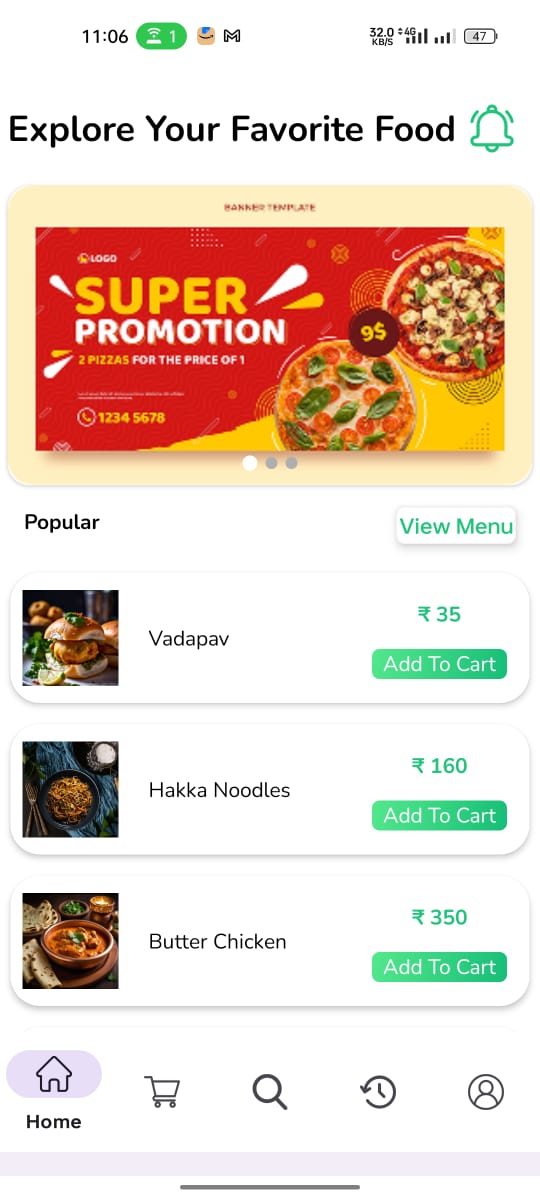 11:06
1
32.0 KB/S
4G
47
Explore Your Favorite Food
BANNER TEMPLATE
LOGO
SUPER
PROMOTION
2 PIZZAS FOR THE PRICE OF 1
9$
1234 5678
Popular
View Menu
₹ 35
Vadapav
Add To Cart
₹ 160
Hakka Noodles
Add To Cart
₹ 350
Butter Chicken
Add To Cart
Home